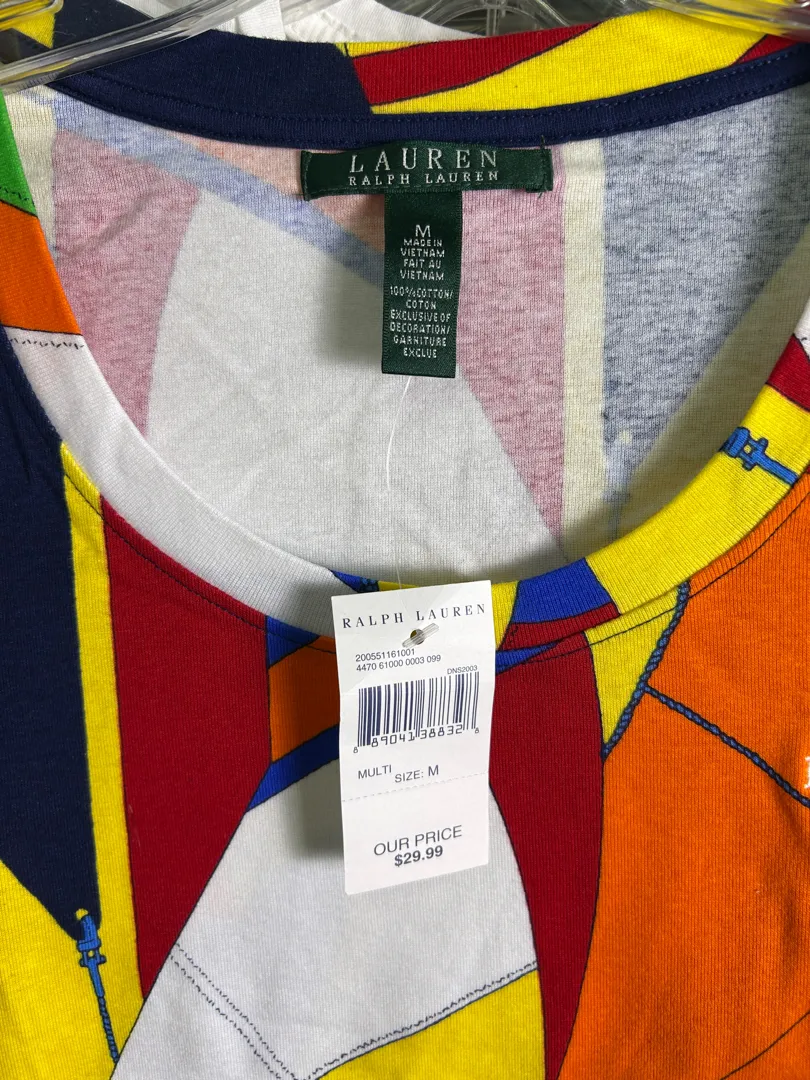 LAUREN
RALPH LAUREN
M
MADE IN
VIETNAM
FAIT AU
VIETNAM
100% COTTON/
COTON
EXCLUSIVE OF
DECORATION/
GARNITURE
EXCLUE
RALPH LAUREN
200551161001
4470 61000 0003 099
DNS2003
8 89041 38832 8
MULTI SIZE: M
OUR PRICE
$29.99